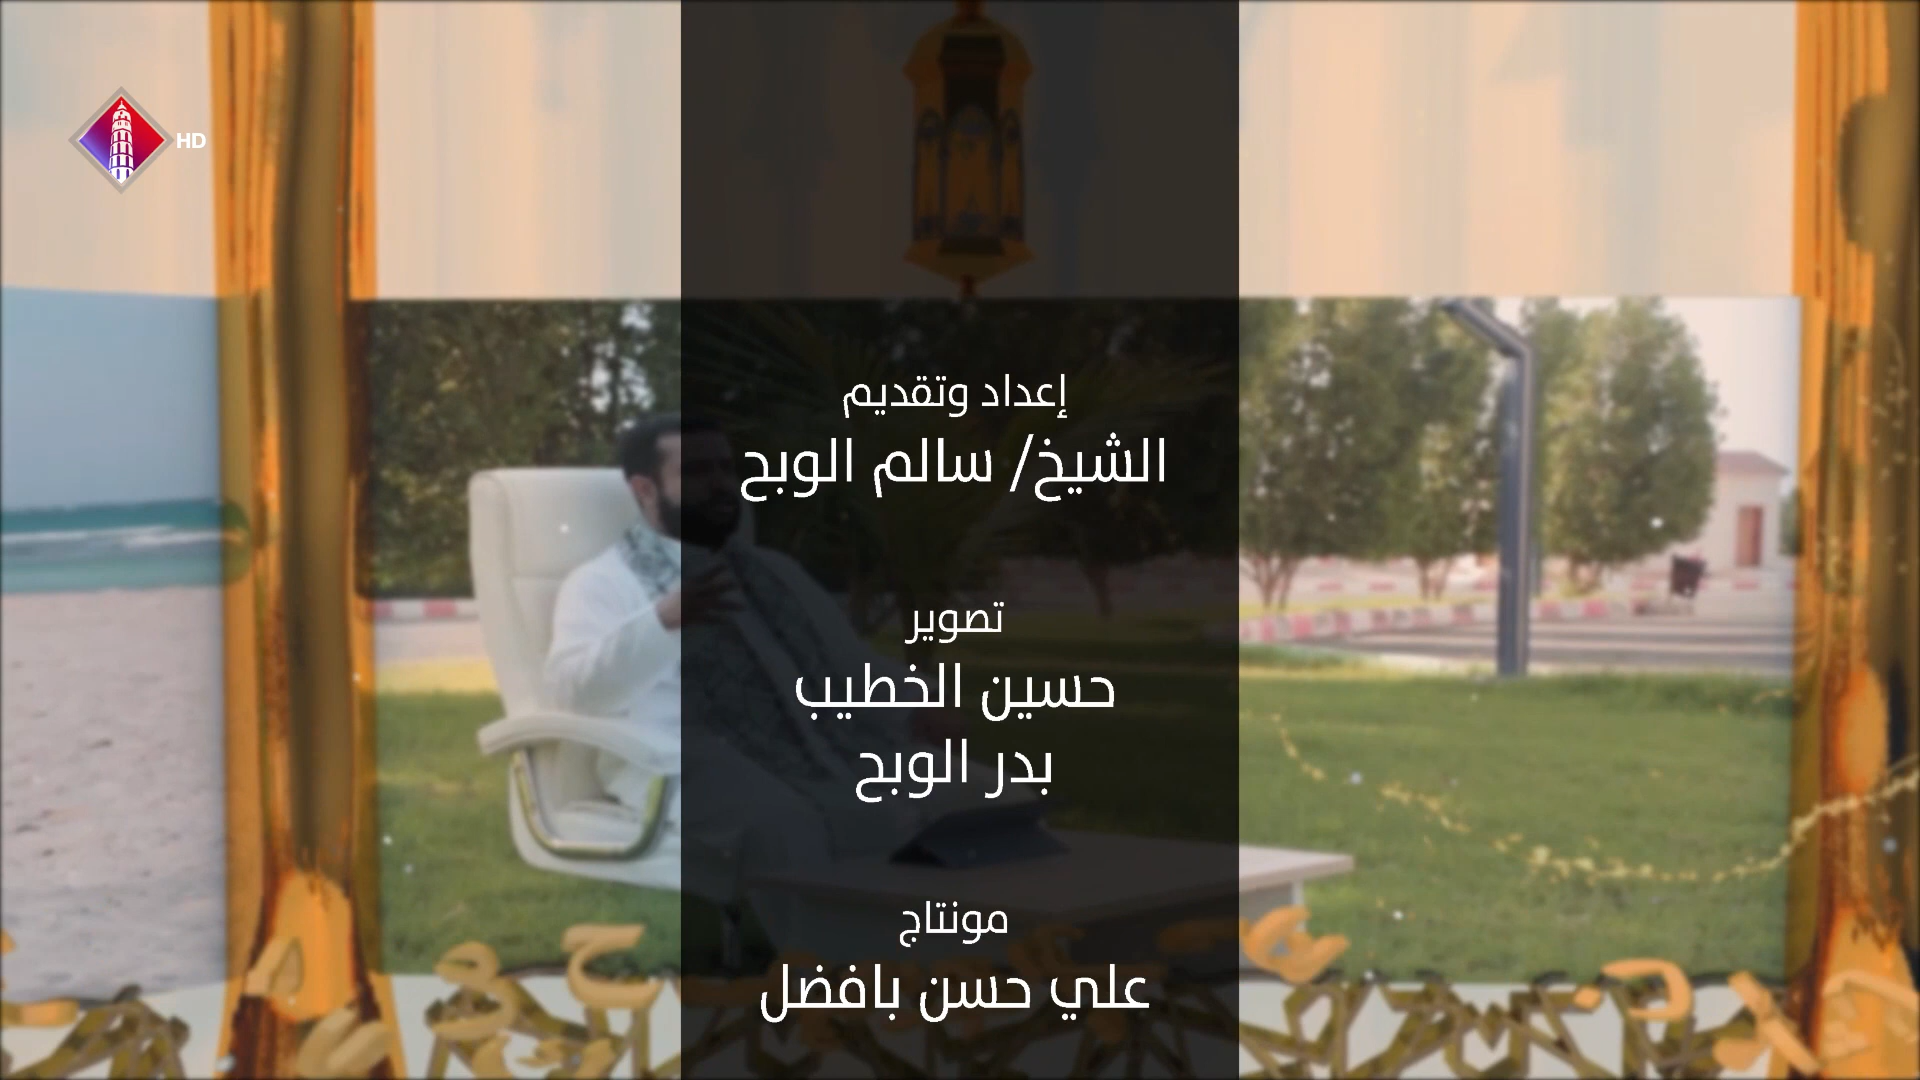 HD
إعداد وتقديم
الشيخ/ سالم الوبح
تصوير
حسين الخطيب
بدر الوبح
مونتاج
علي حسن بافضل